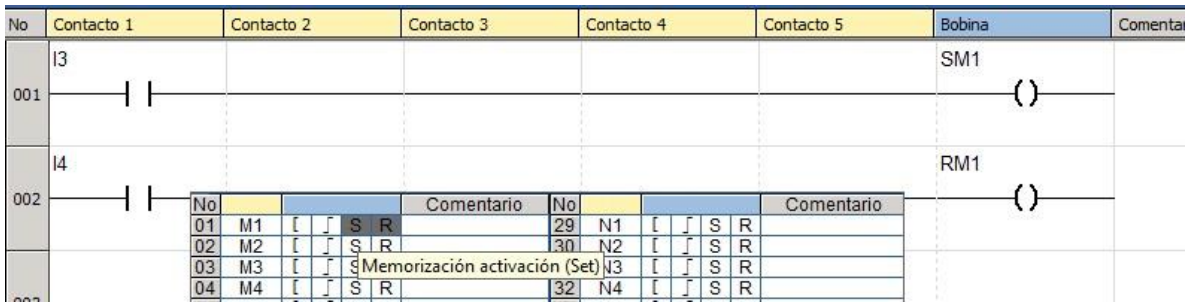 No Contacto 1 Contacto 2 Contacto 3 Contacto 4 Contacto 5 Bobina Comentar
I3 SM1
001
I4 RM1
002
No Comentario No Comentario
01 M1 [ ʃ S R 29 N1 [ ʃ S R
02 M2 [ ʃ S R 30 N2 [ ʃ S R
03 M3 [ ʃ S Memorización activación (Set) N3 [ ʃ S R
04 M4 [ ʃ S R 32 N4 [ ʃ S R